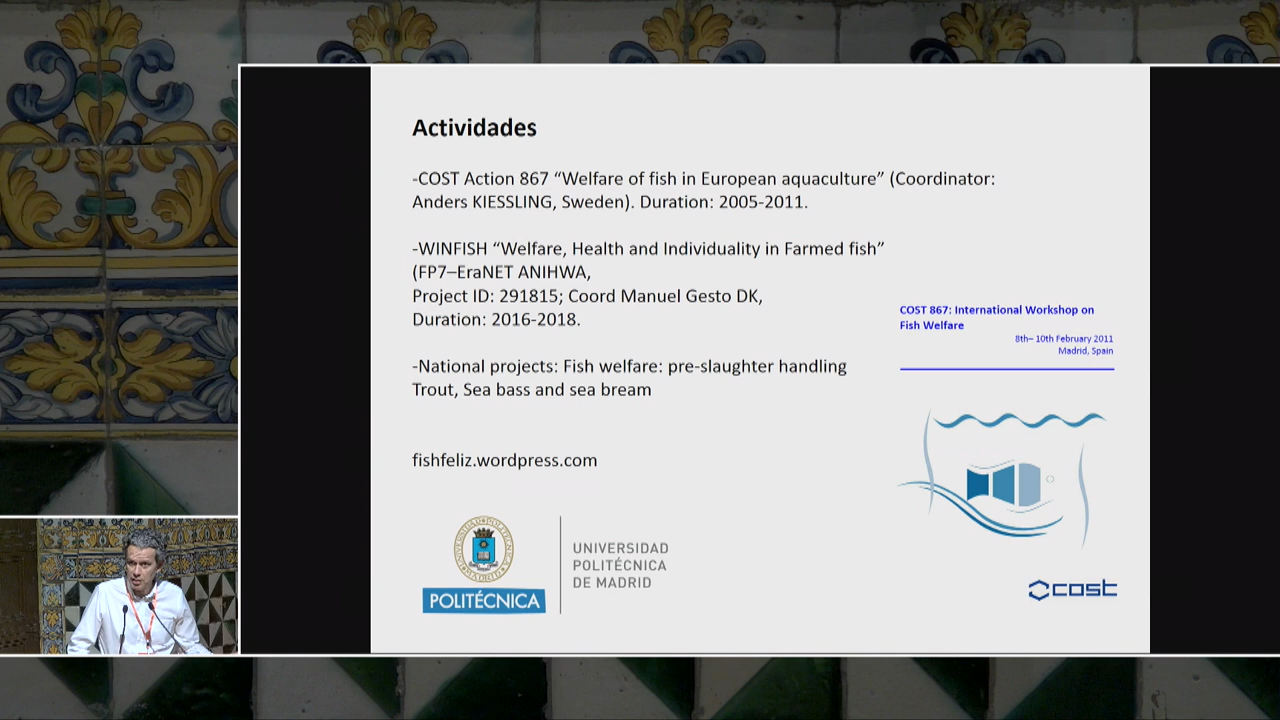 Actividades
-COST Action 867 “Welfare of fish in European aquaculture” (Coordinator:
Anders KIESSLING, Sweden). Duration: 2005-2011.
-WINFISH “Welfare, Health and Individuality in Farmed fish”
(FP7–EraNET ANIHWA,
Project ID: 291815; Coord Manuel Gesto DK,
Duration: 2016-2018.
-National projects: Fish welfare: pre-slaughter handling
Trout, Sea bass and sea bream
fishfeliz.wordpress.com
COST 867: International Workshop on
Fish Welfare
8th– 10th February 2011
Madrid, Spain
POLITÉCNICA
UNIVERSIDAD
POLITÉCNICA
DE MADRID
cost